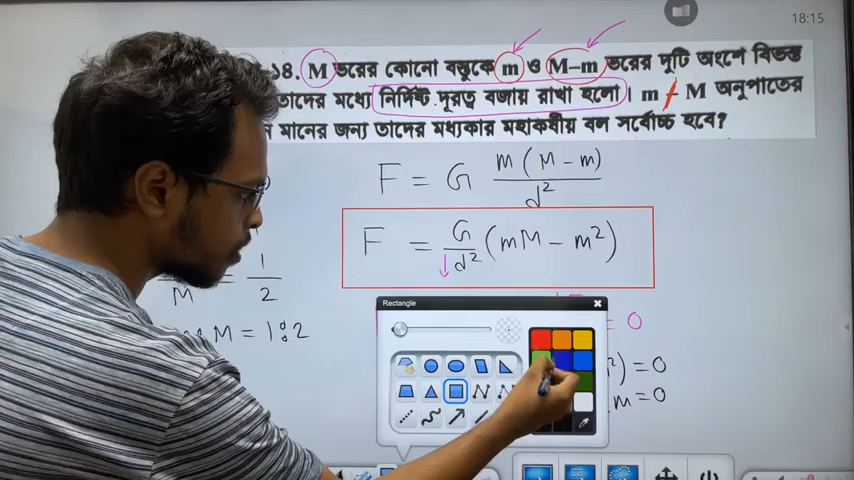 18:15
১৪. M ভরের কোনো বস্তুকে m ও M–m ভরের দুটি অংশে বিভক্ত
তাদের মধ্যে নির্দিষ্ট দূরত্ব বজায় রাখা হলো। m / M অনুপাতের
মানের জন্য তাদের মধ্যকার মহাকর্ষীয় বল সর্বোচ্চ হবে?
F = G m(M-m)/d²
F = G/d² (mM - m²)
M = 1/2
M = 1:2
= 0
²) = 0
m = 0
Rectangle